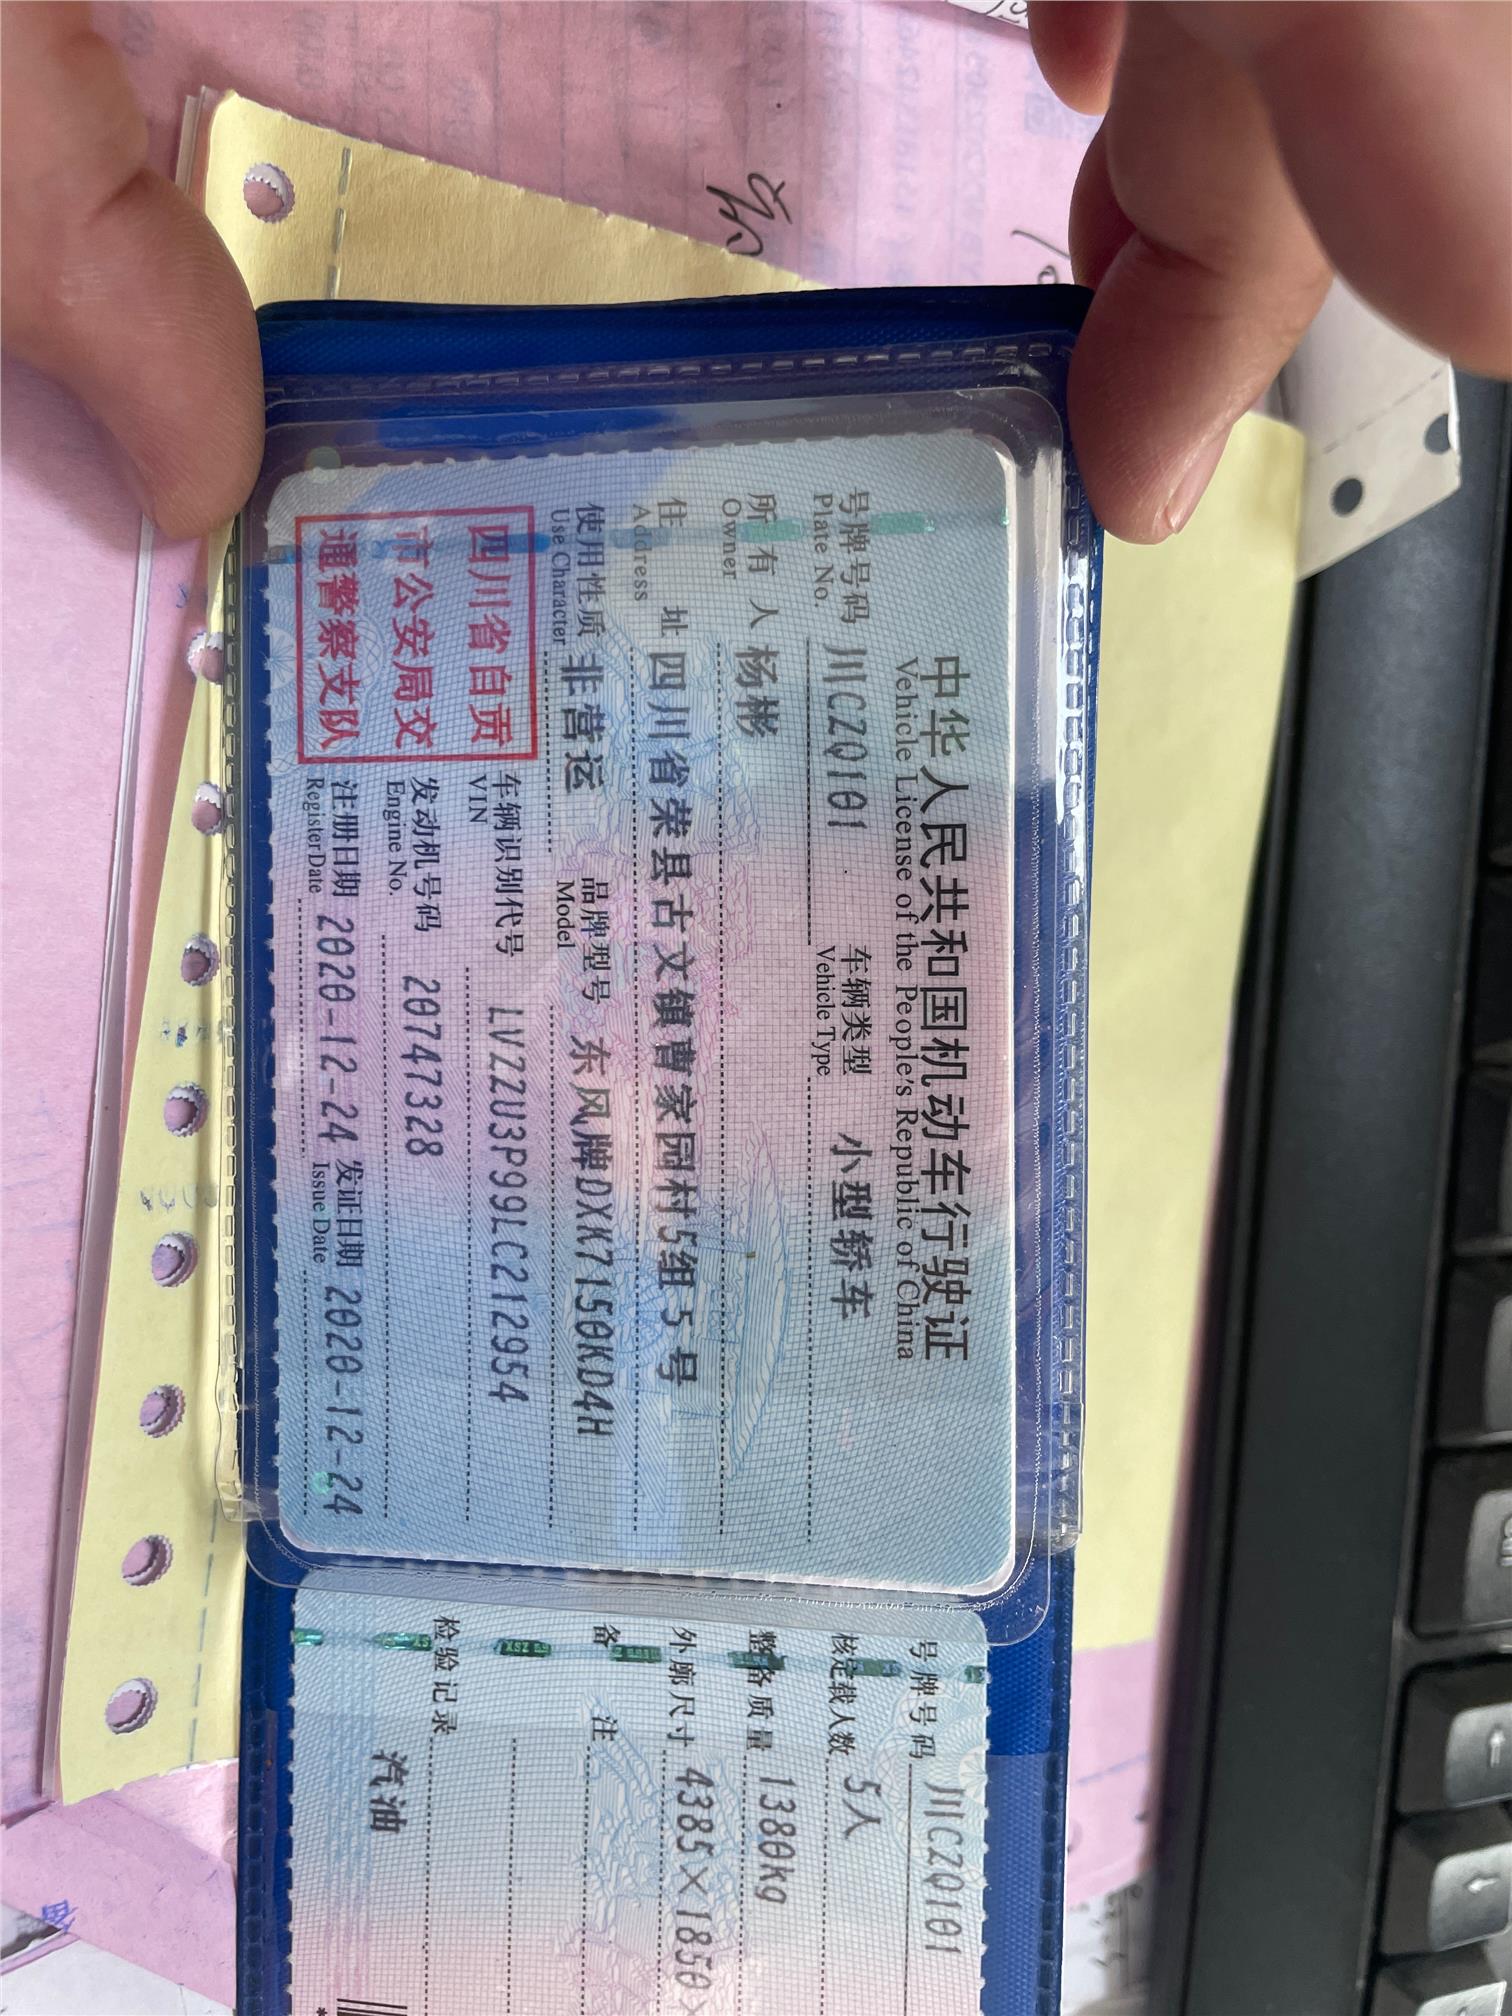 中华人民共和国机动车行驶证
Vehicle License of the People's Republic of China
号牌号码 川CZQ101 车辆类型 小型轿车
Plate No. Vehicle Type
所有人 杨彬
Owner
住址 四川省荣县古文镇曹家园村5组5号
Address
使用性质 非营运 品牌型号 东风牌DXK7150KD4H
Use Character Model
四川省自贡
市公安局交
通警察支队
车辆识别代号 LVZZU3P99LC212954
VIN
发动机号码 20747328
Engine No.
注册日期 2020-12-24 发证日期 2020-12-24
Register Date Issue Date
号牌号码 川CZQ101
核定载人数 5人
整备质量 1380kg
外廓尺寸 4385×1850×
备注
检验记录
汽油